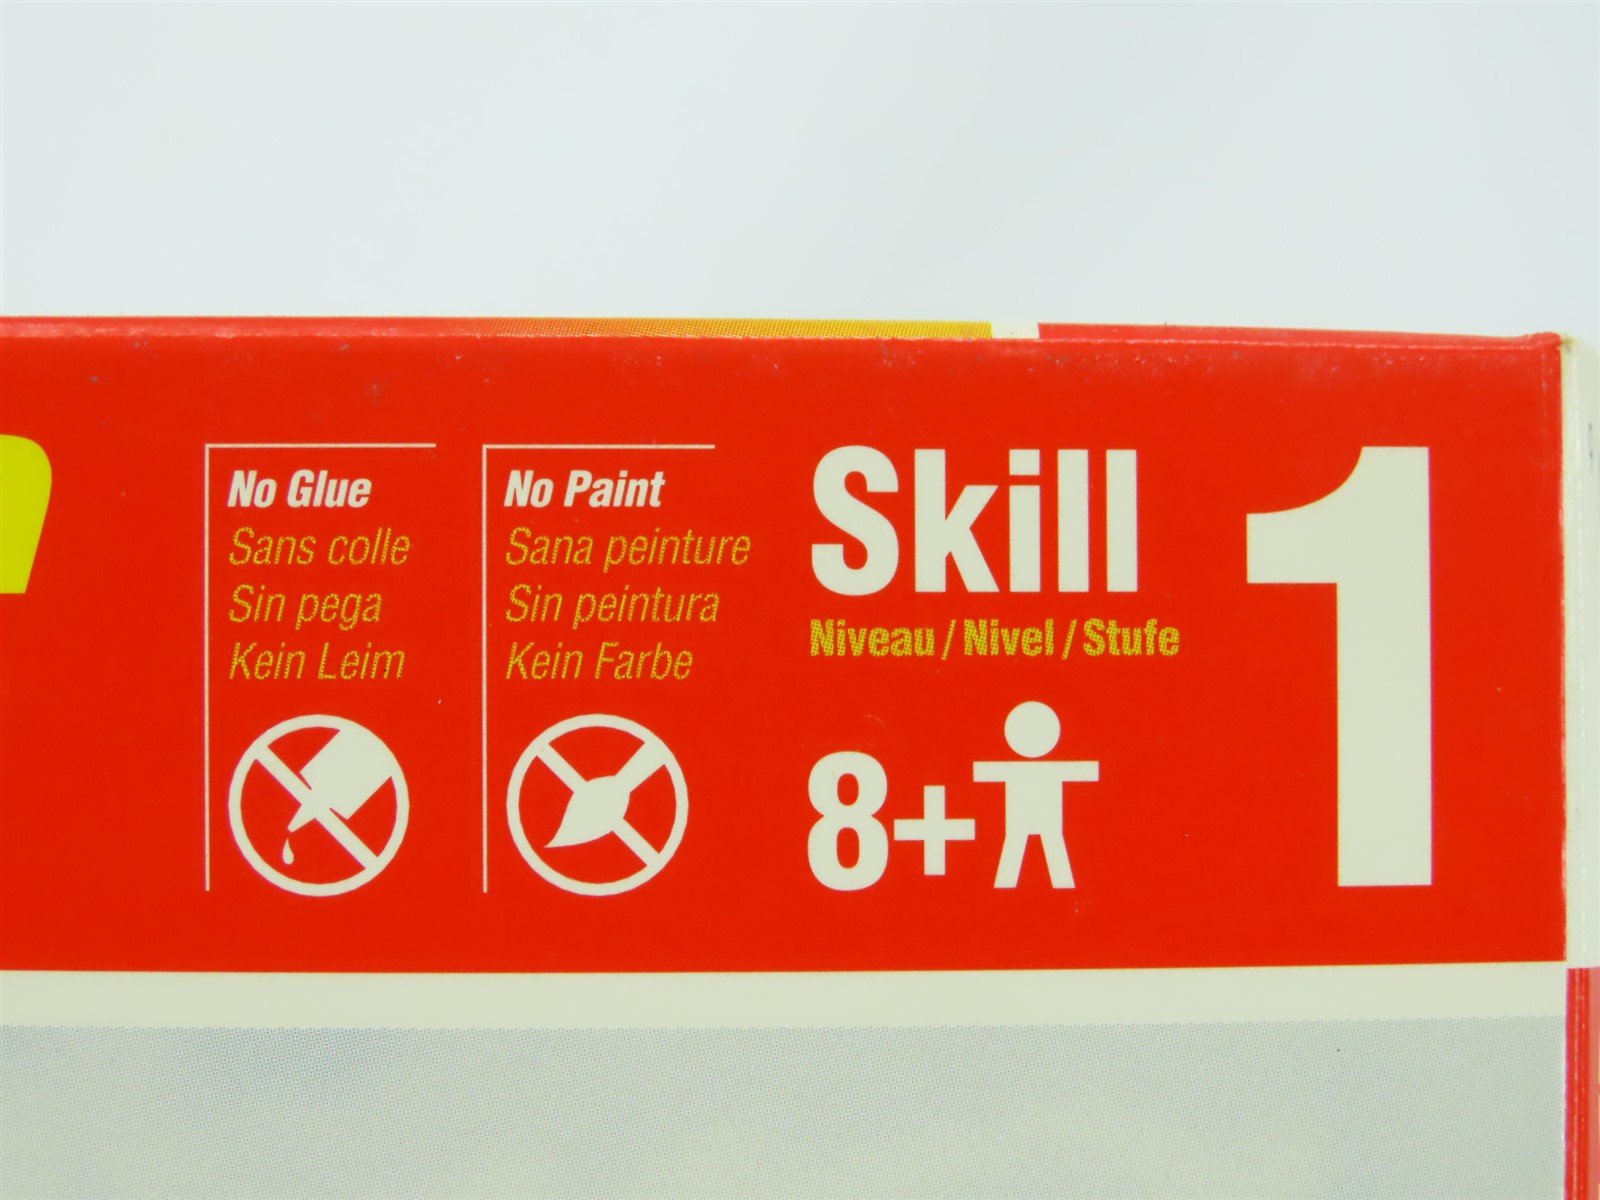 No Glue
Sans colle
Sin pega
Kein Leim
No Paint
Sana peinture
Sin peintura
Kein Farbe
Skill 1
Niveau / Nivel / Stufe
8+